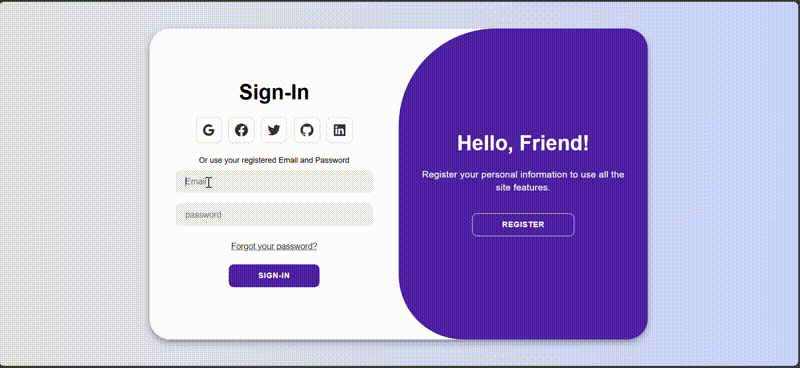 Sign-In
Or use your registered Email and Password
Email
password
Forgot your password?
SIGN-IN
Hello, Friend!
Register your personal information to use all the
site features.
REGISTER